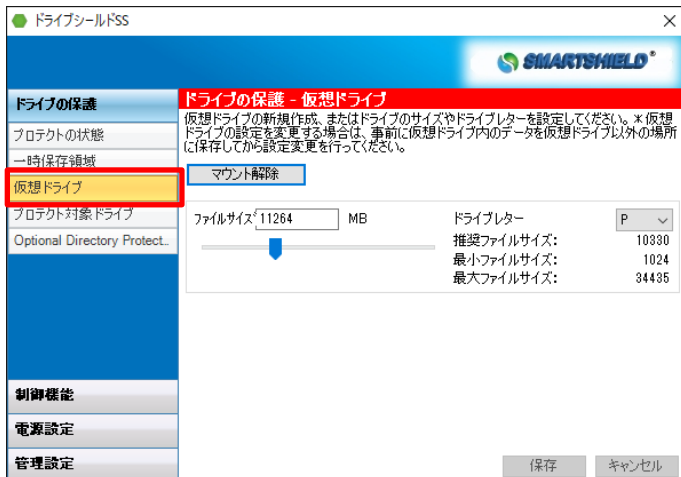 ドライブシールドSS
SMARTSHIELD
ドライブの保護
プロテクトの状態
一時保存領域
仮想ドライブ
プロテクト対象ドライブ
Optional Directory Protect..
制御機能
電源設定
管理設定
ドライブの保護 - 仮想ドライブ
仮想ドライブの新規作成、またはドライブのサイズやドライブレターを設定してください。*仮想
ドライブの設定を変更する場合は、事前に仮想ドライブ内のデータを仮想ドライブ以外の場所
に保存してから設定変更を行ってください。
マウント解除
ファイルサイズ 11264 MB
ドライブレター P
推奨ファイルサイズ: 10330
最小ファイルサイズ: 1024
最大ファイルサイズ: 34435
保存 キャンセル